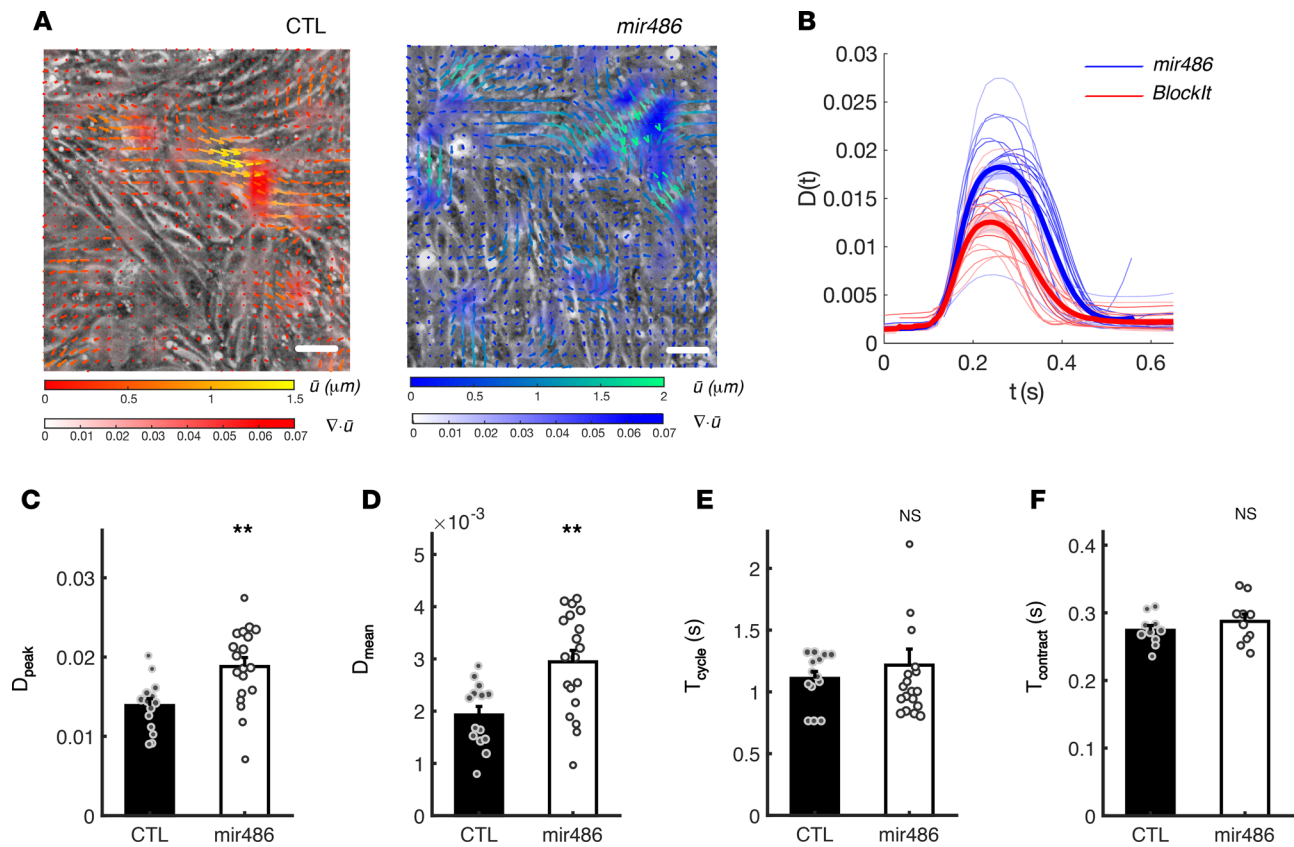 A
CTL
mir486
0 0.5 1 1.5 ū (μm)
0 0.01 0.02 0.03 0.04 0.05 0.06 0.07 ∇·ū
0 0.5 1 1.5 2 ū (μm)
0 0.01 0.02 0.03 0.04 0.05 0.06 0.07 ∇·ū
B
D(t)
0.03
0.025
0.02
0.015
0.01
0.005
0
0 0.2 0.4 0.6
t (s)
mir486
BlockIt
C
D_peak
**
0.03
0.02
0.01
0
CTL mir486
D
×10⁻³
D_mean
**
5
4
3
2
1
0
CTL mir486
E
T_cycle (s)
NS
2
1.5
1
0.5
0
CTL mir486
F
T_contract (s)
NS
0.4
0.3
0.2
0.1
0
CTL mir486